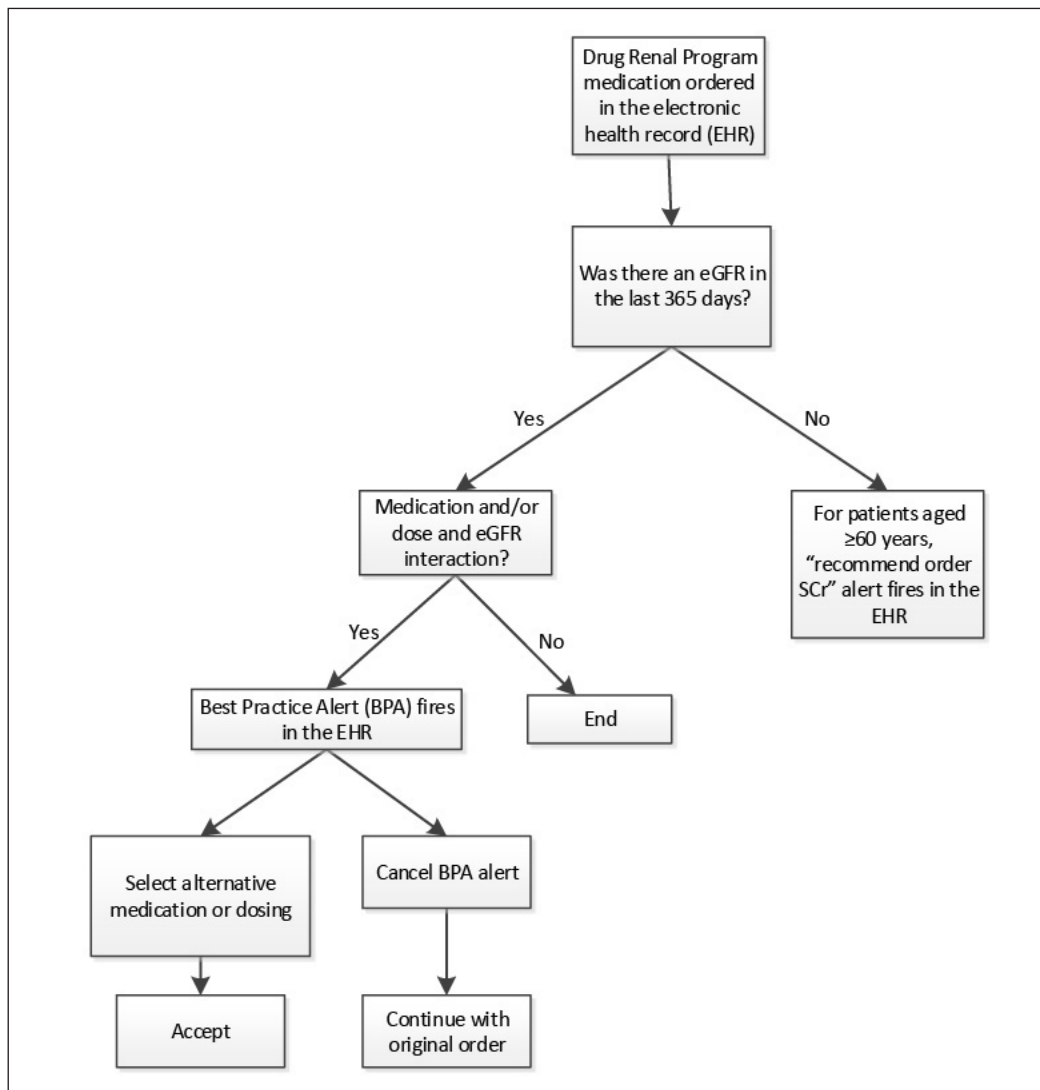 Drug Renal Program
medication ordered
in the electronic
health record (EHR)
Was there an eGFR in
the last 365 days?
Yes
No
Medication and/or
dose and eGFR
interaction?
For patients aged
≥60 years,
“recommend order
SCr” alert fires in the
EHR
Yes
No
Best Practice Alert (BPA) fires
in the EHR
End
Select alternative
medication or dosing
Cancel BPA alert
Accept
Continue with
original order